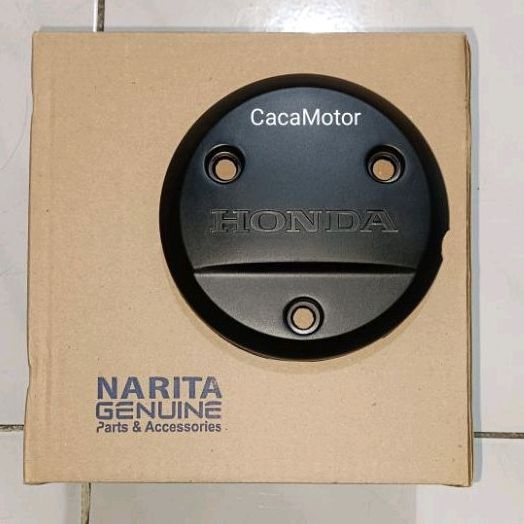 CacaMotor
HONDA
NARITA
GENUINE
Parts & Accessories